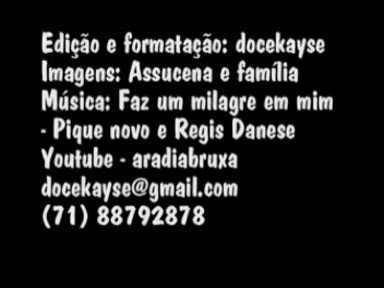 Edição e formatação: docekayse
Imagens: Assucena e família
Música: Faz um milagre em mim
- Pique novo e Regis Danese
Youtube - aradiabruxa
docekayse@gmail.com
(71) 88792878